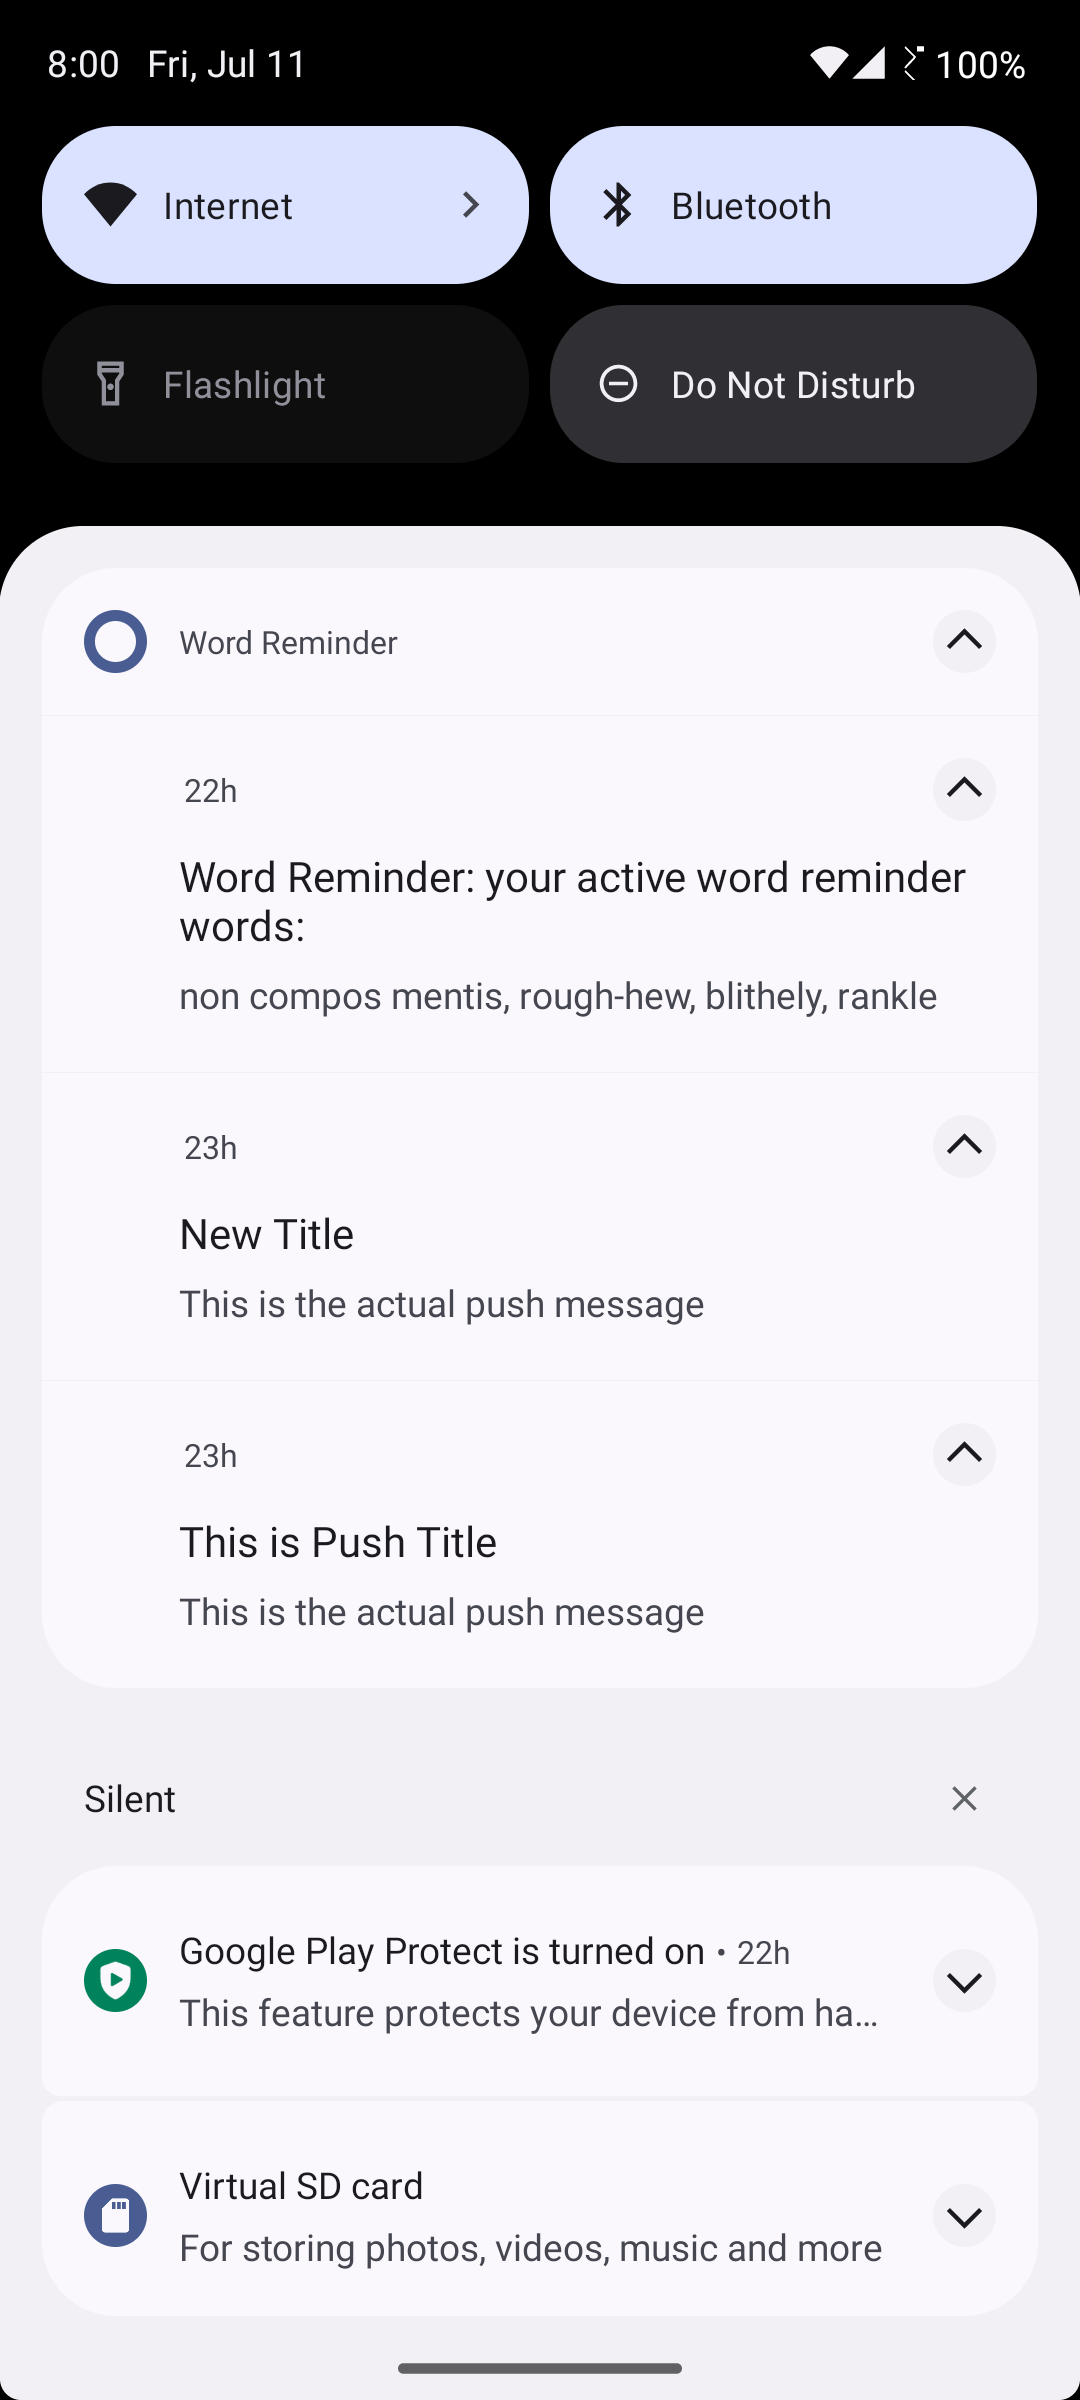 8:00 Fri, Jul 11 100%
Internet Bluetooth
Flashlight Do Not Disturb
Word Reminder
22h
Word Reminder: your active word reminder
words:
non compos mentis, rough-hew, blithely, rankle
23h
New Title
This is the actual push message
23h
This is Push Title
This is the actual push message
Silent
Google Play Protect is turned on • 22h
This feature protects your device from ha…
Virtual SD card
For storing photos, videos, music and more